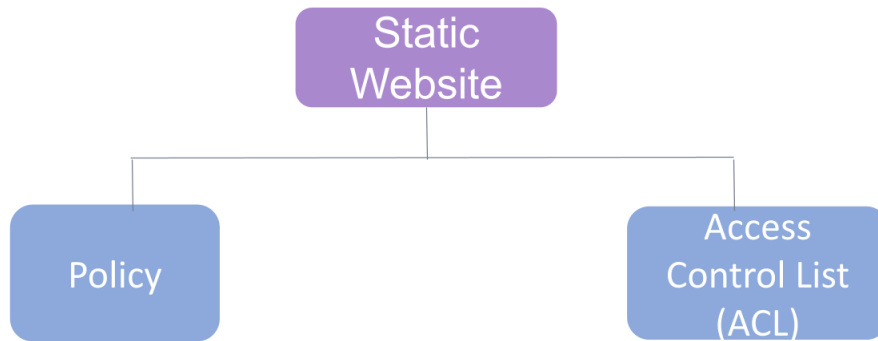 Static
Website
Policy
Access
Control List
(ACL)